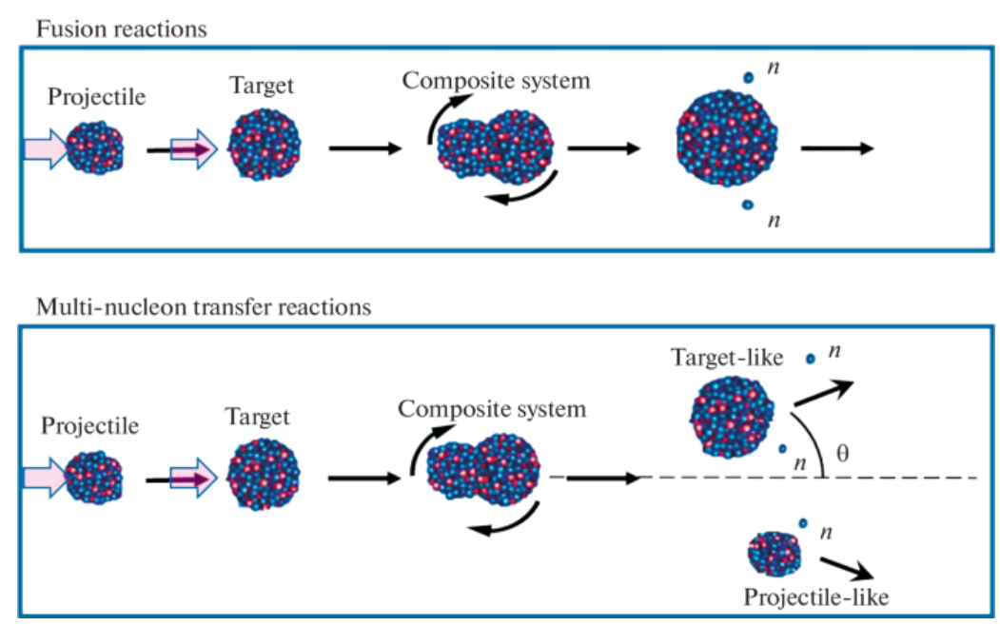 Fusion reactions
Projectile
Target
Composite system
n
n
Multi-nucleon transfer reactions
Projectile
Target
Composite system
Target-like
n
n
θ
n
Projectile-like